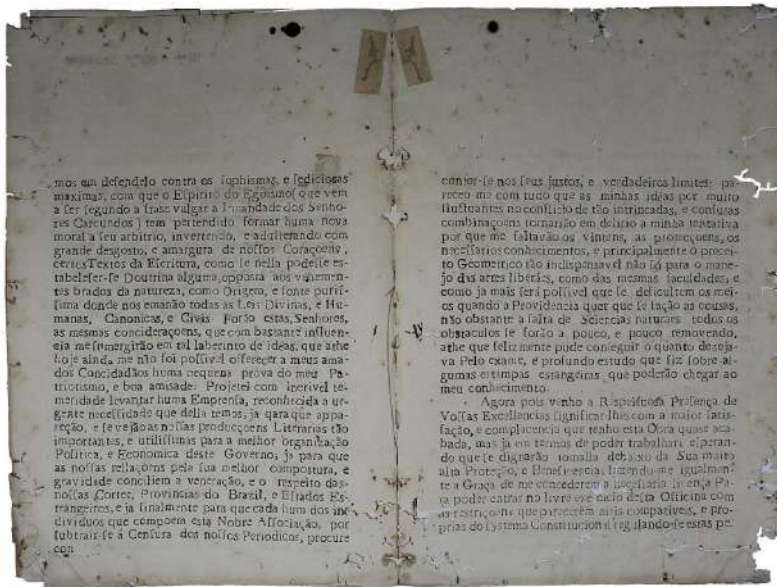 mos em defendelo contra os sophismas, e sediciosas
maximas, com que o Espirito do Egoismo( que vem
a ser segundo a frase vulgar a Irmandade dos Senho-
res Carcundos ) tem pertendido formar huma nova
moral a seu arbitrio, invertendo, e adulterando com
grande desgosto, e amargura de nossos Coraçoens,
certos Textos da Escritura, como se nella podesse es-
tabelesser-se Doutrina alguma, opposta aos vehemen-
tes brados da natureza, como Origem, e fonte puris-
sima donde nos emanão todas as Leis Divinas, e Hu-
manas, Canonicas, e Civis Forão estas, Senhores,
as mesmas concideraçoens, que com bastante influen-
cia me sumergirão em tal laberinto de ideas, que athe
hoje ainda me não foi possivel offereçer a meus ama-
dos Concidadãos huma pequena prova do meu Pa-
triotismo, e boa amisade: Projetei com incrivel te-
meridade levantar huma Emprensa, reconhecida a ur-
gente necessidade que della temos, ja qara que appa-
reção, e se vejão as nossas producçoens Litterarias tão
importantes, e utilissimas para a melhor organização
Politica, e Economica deste Governo; ja para que
as nossas rellaçoens pela sua melhor compostura, e
gravidade conciliem a veneração, e o respeito das
nossas Cortes, Provincias do Brazil, e Estados Es-
trangeiros, e ja finalmente para que cada hum dos in-
dividuos que compoem esta Nobre Associação, por
subtrair-se á Censura dos nossos Periodicos, procure
con
conter-se nos seus justos, e verdadeiros limites: pa-
receo me com tudo que as minhas idéas por muito
fluctuantes no conflicto de tão intrincadas, e confusas
combinaçoens tornarião em delirio a minha tentativa
por que me faltavão os vintens, as protecçoens, os
necessarios conhecimentos, e principalmente o precei-
to Geometrico tão indispensavel não só para o mane-
jo das artes liberáes, como das mesmas faculdades; e
como ja mais será possivel que se deficultem os mei-
os quando a Providencia quer que se fação as cousas,
não obstante a falta de Sciencias naturaes todos os
obstaculos se forão a pouco, e pouco removendo,
athe que felizmente pude conseguir o quanto deseja-
va Pelo exame, e profundo estudo que fiz sobre al-
gumas estampas estangeiras que poderão chegar ao
meu conhecimento.
Agora pois venho a Respeitosa Presença de
Vossas Excellencias significar-lhes com a maior satis-
fação, e complacencia que tenho esta Obra quase aca-
bada, mas ja em termos de poder trabalhar: esperan-
do que se digrarão tomalla debaixo da Sua muito
alta Proteção, e Beneficencia, fazendo-me igualmen-
te a Graça de me concederem a necessaria licença Pa-
ra poder entrar no livre exercicio desta Officina com
as restriçoens que parecerem mais compativeis, e pro-
prias do Systema Constitucional regulando-se estas pe